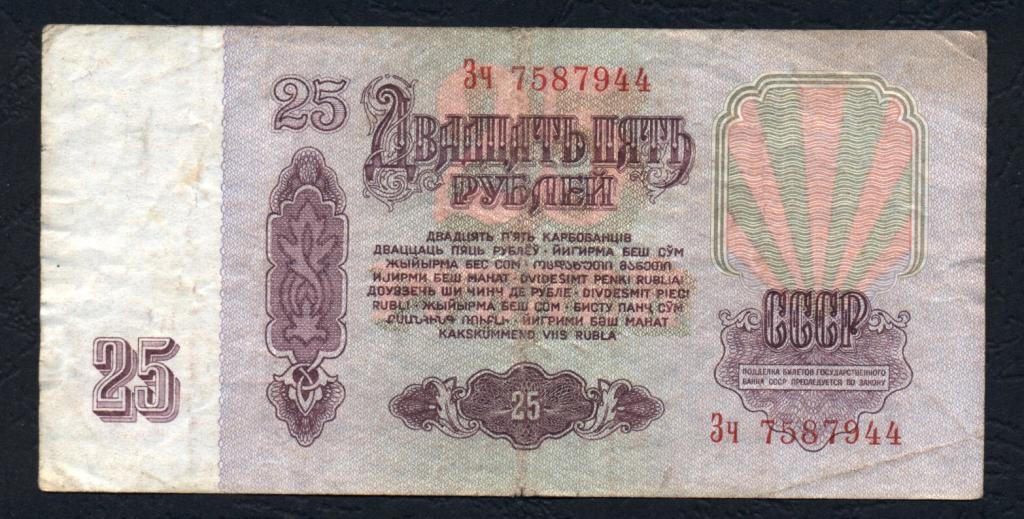 Зч 7587944
25
ДВАДЦАТЬ ПЯТЬ
РУБЛЕЙ
ДВАДЦЯТЬ П'ЯТЬ КАРБОВАНЦІВ
ДВАЦЦАЦЬ ПЯЦЬ РУБЛЁЎ · ЙИГИРМА БЕШ СЎМ
ЖЫЙЫРМА БЕС СОМ · ოცდახუთი მანეთი
ИЈИРМИ БЕШ МАНАТ · DVIDEŠIMT PENKI RUBLIAI
ДОУЭЗЕЧЬ ШИ ЧИНЧ ДЕ РУБЛЕ · DIVDESMIT PIECI
RUBĻI · ЖЫЙЫРМА БЕШ СОМ · БИСТУ ПАНҶ СӮМ
ՔՍԱՆՀԻՆԳ ՌՈՒԲԼԻ · ЙИГРИМИ БӘШ МАНАТ
KAKSKÜMMEND VIIS RUBLA
СССР
ПОДДЕЛКА БИЛЕТОВ ГОСУДАРСТВЕННОГО
БАНКА СССР ПРЕСЛЕДУЕТСЯ ПО ЗАКОНУ
25
25
Зч 7587944